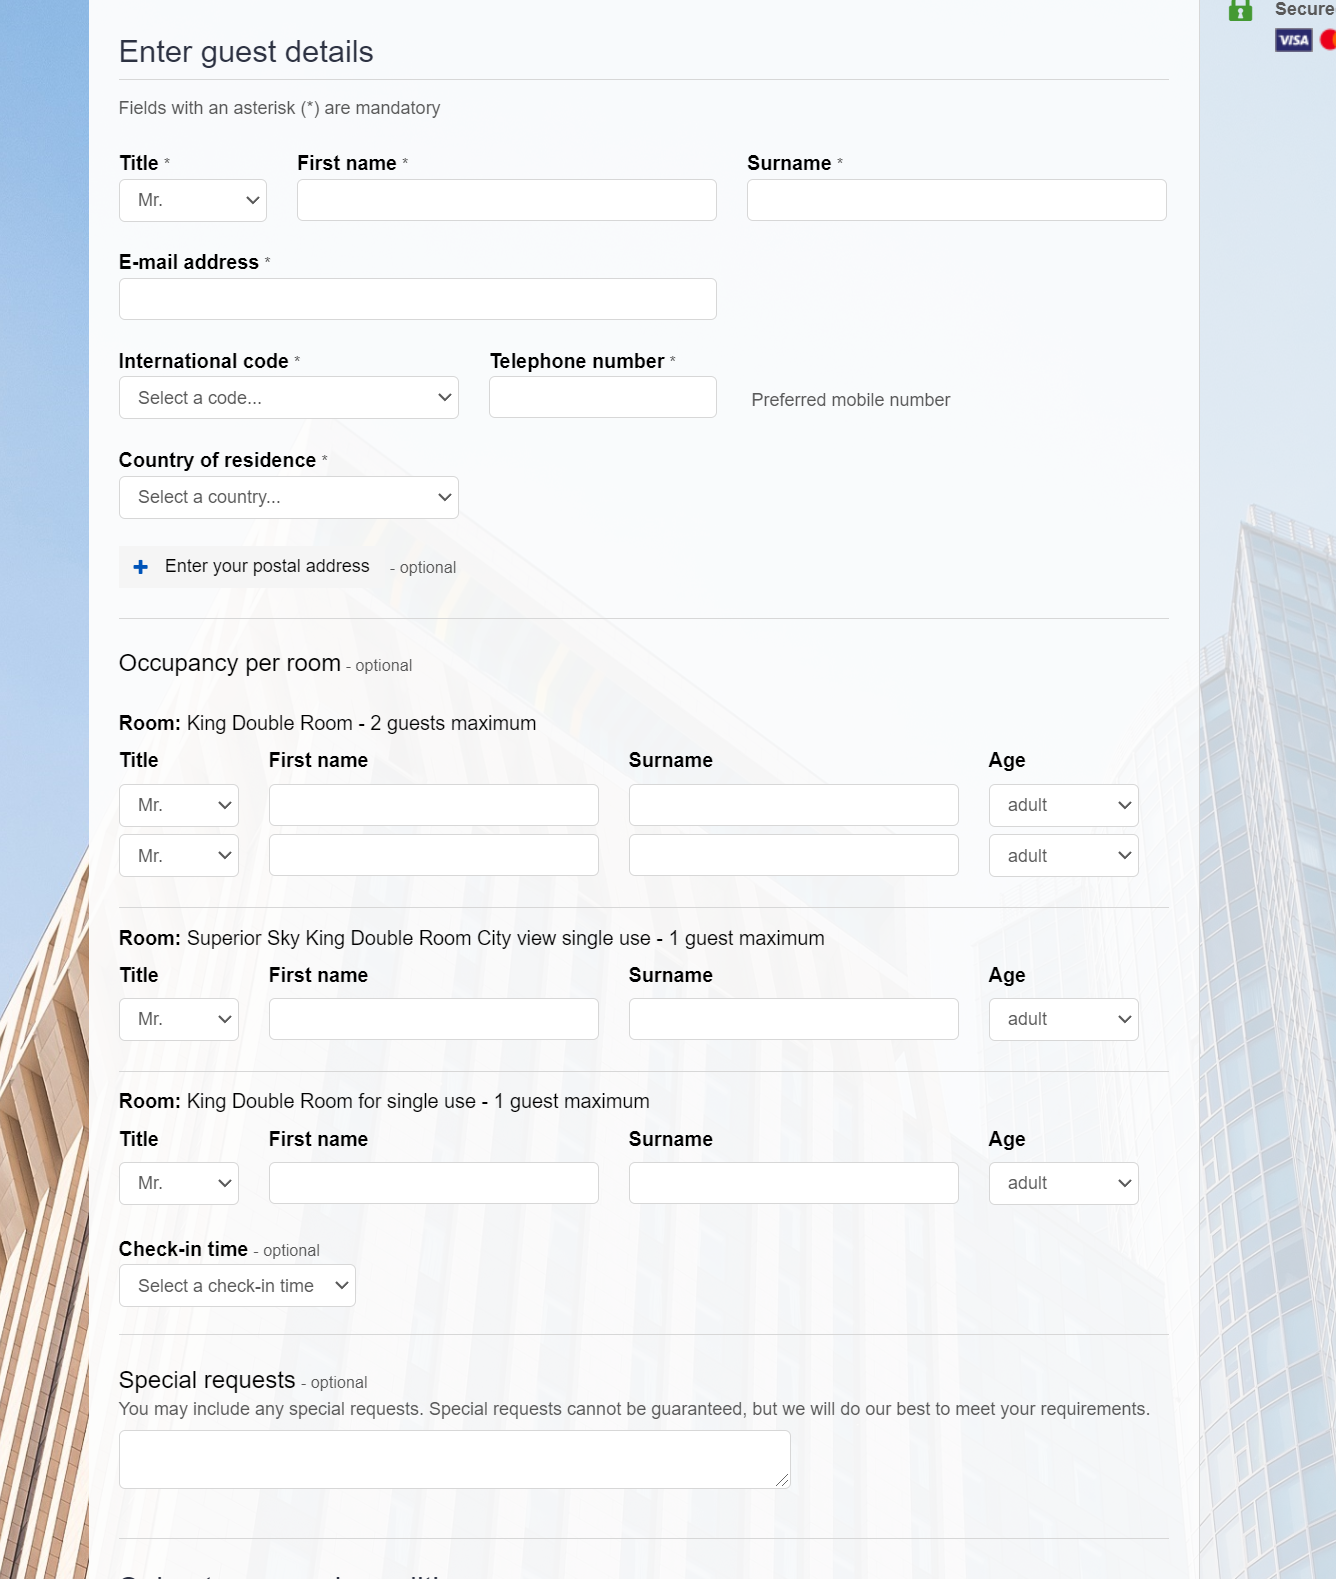 Secure
VISA
Enter guest details
Fields with an asterisk (*) are mandatory
Title * First name * Surname *
Mr.
E-mail address *
International code * Telephone number *
Select a code... Preferred mobile number
Country of residence *
Select a country...
+ Enter your postal address - optional
Occupancy per room - optional
Room: King Double Room - 2 guests maximum
Title First name Surname Age
Mr. adult
Mr. adult
Room: Superior Sky King Double Room City view single use - 1 guest maximum
Title First name Surname Age
Mr. adult
Room: King Double Room for single use - 1 guest maximum
Title First name Surname Age
Mr. adult
Check-in time - optional
Select a check-in time
Special requests - optional
You may include any special requests. Special requests cannot be guaranteed, but we will do our best to meet your requirements.